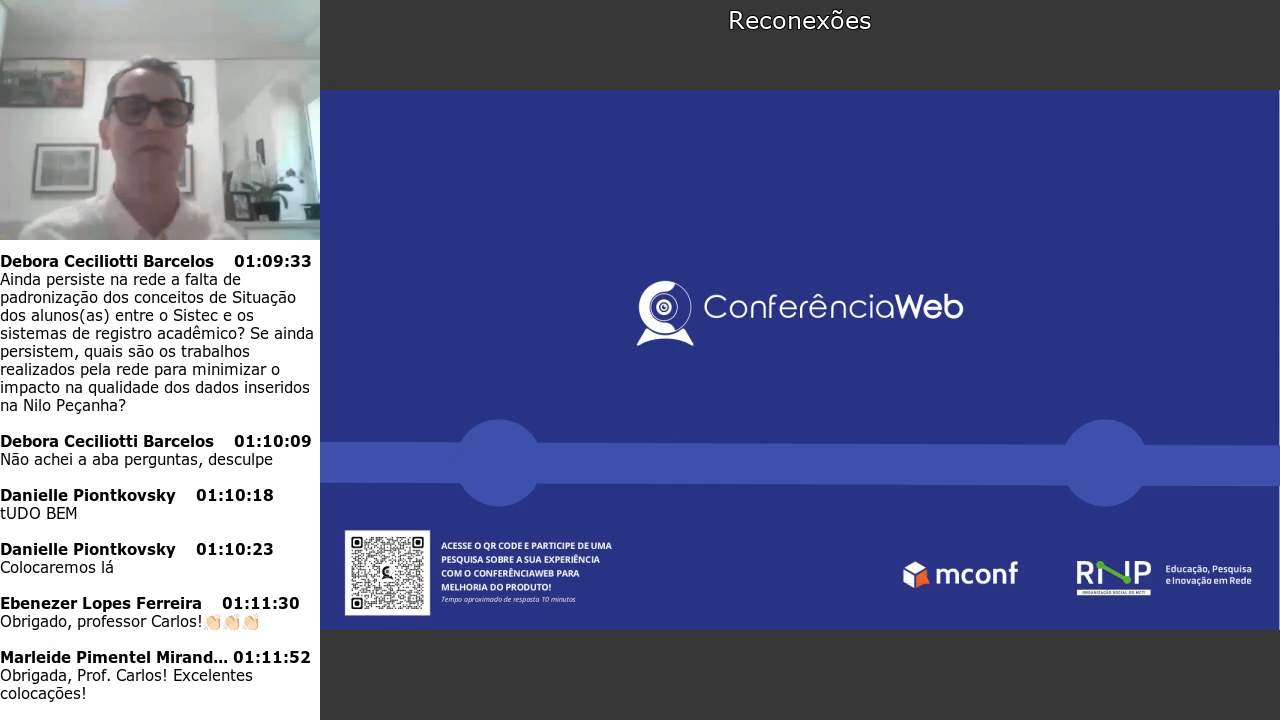 Reconexões
Debora Ceciliotti Barcelos 01:09:33
Ainda persiste na rede a falta de
padronização dos conceitos de Situação
dos alunos(as) entre o Sistec e os
sistemas de registro acadêmico? Se ainda
persistem, quais são os trabalhos
realizados pela rede para minimizar o
impacto na qualidade dos dados inseridos
na Nilo Peçanha?
Debora Ceciliotti Barcelos 01:10:09
Não achei a aba perguntas, desculpe
Danielle Piontkovsky 01:10:18
tUDO BEM
Danielle Piontkovsky 01:10:23
Colocaremos lá
Ebenezer Lopes Ferreira 01:11:30
Obrigado, professor Carlos!👏🏻👏🏻👏🏻
Marleide Pimentel Mirand... 01:11:52
Obrigada, Prof. Carlos! Excelentes
colocações!
ConferênciaWeb
ACESSE O QR CODE E PARTICIPE DE UMA
PESQUISA SOBRE A SUA EXPERIÊNCIA
COM O CONFERÊNCIAWEB PARA
MELHORIA DO PRODUTO!
Tempo aproximado de resposta 10 minutos
mconf
RNP
ORGANIZAÇÃO SOCIAL DO MCTI
Educação, Pesquisa
e Inovação em Rede